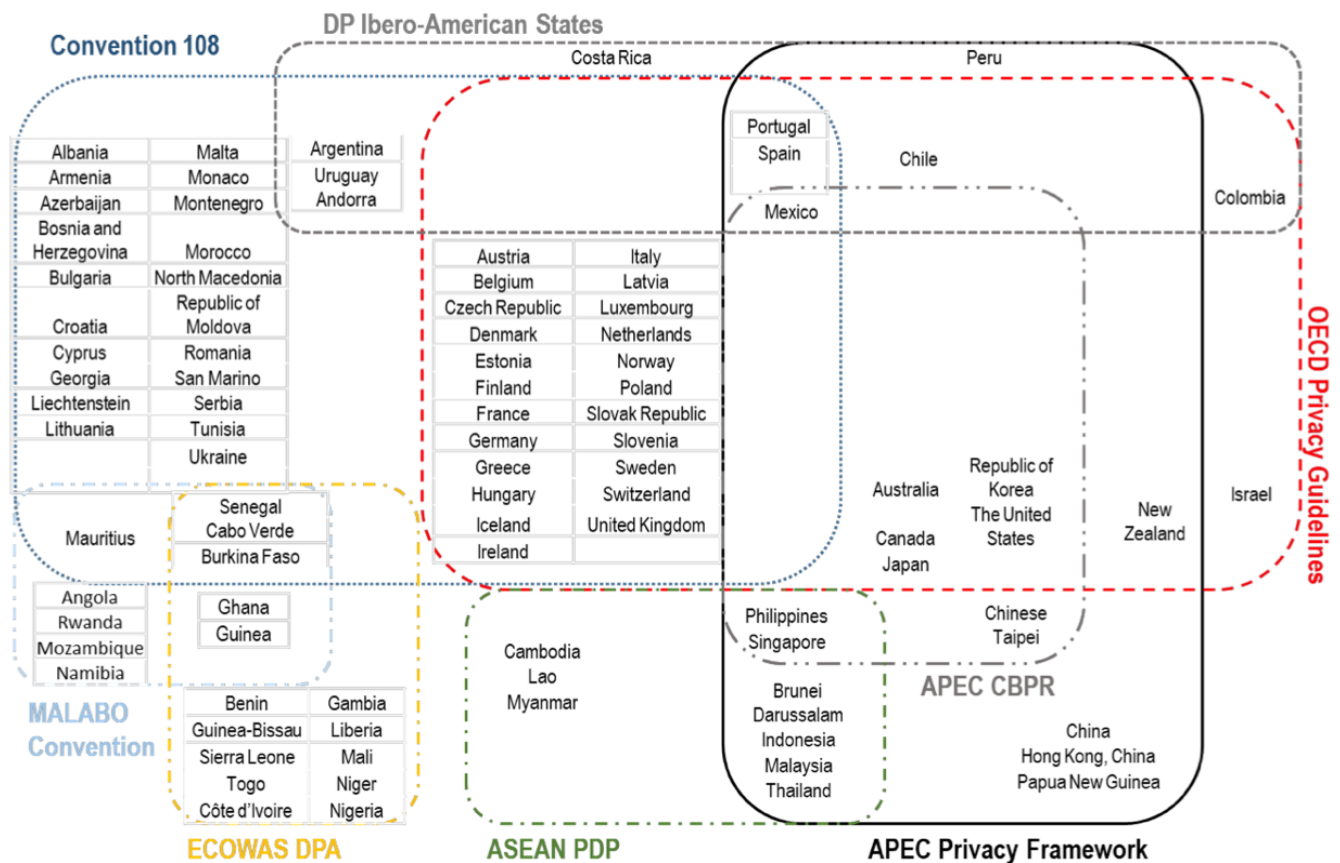 DP Ibero-American States
Convention 108
Costa Rica
Peru
Portugal
Spain
Chile
Mexico
Colombia
Argentina
Uruguay
Andorra
Albania Malta
Armenia Monaco
Azerbaijan Montenegro
Bosnia and
Herzegovina Morocco
Bulgaria North Macedonia
Republic of
Croatia Moldova
Cyprus Romania
Georgia San Marino
Liechtenstein Serbia
Lithuania Tunisia
Ukraine
Austria Italy
Belgium Latvia
Czech Republic Luxembourg
Denmark Netherlands
Estonia Norway
Finland Poland
France Slovak Republic
Germany Slovenia
Greece Sweden
Hungary Switzerland
Iceland United Kingdom
Ireland
OECD Privacy Guidelines
Australia
Canada
Japan
Republic of
Korea
The United
States
New
Zealand
Israel
Mauritius
Senegal
Cabo Verde
Burkina Faso
Angola
Rwanda
Mozambique
Namibia
Ghana
Guinea
MALABO
Convention
Benin Gambia
Guinea-Bissau Liberia
Sierra Leone Mali
Togo Niger
Côte d'Ivoire Nigeria
Cambodia
Lao
Myanmar
Philippines
Singapore
Chinese
Taipei
APEC CBPR
Brunei
Darussalam
Indonesia
Malaysia
Thailand
China
Hong Kong, China
Papua New Guinea
ECOWAS DPA
ASEAN PDP
APEC Privacy Framework